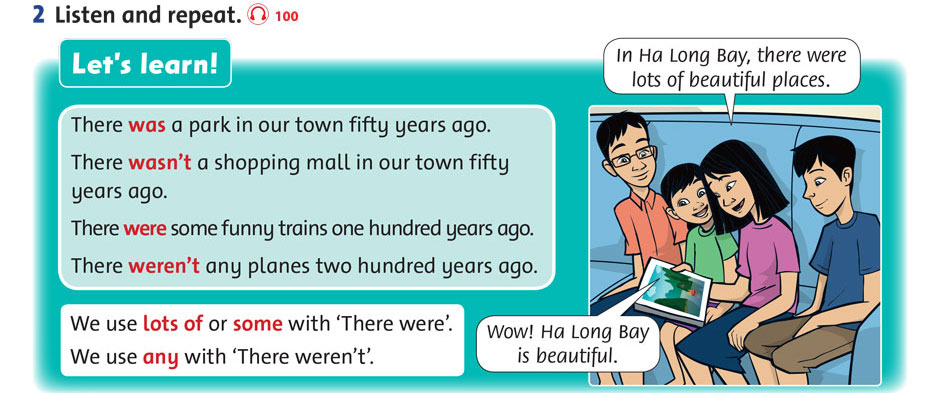 2 Listen and repeat. 100
Let's learn!
In Ha Long Bay, there were
lots of beautiful places.
There was a park in our town fifty years ago.
There wasn't a shopping mall in our town fifty
years ago.
There were some funny trains one hundred years ago.
There weren't any planes two hundred years ago.
We use lots of or some with ‘There were’.
We use any with ‘There weren't’.
Wow! Ha Long Bay
is beautiful.